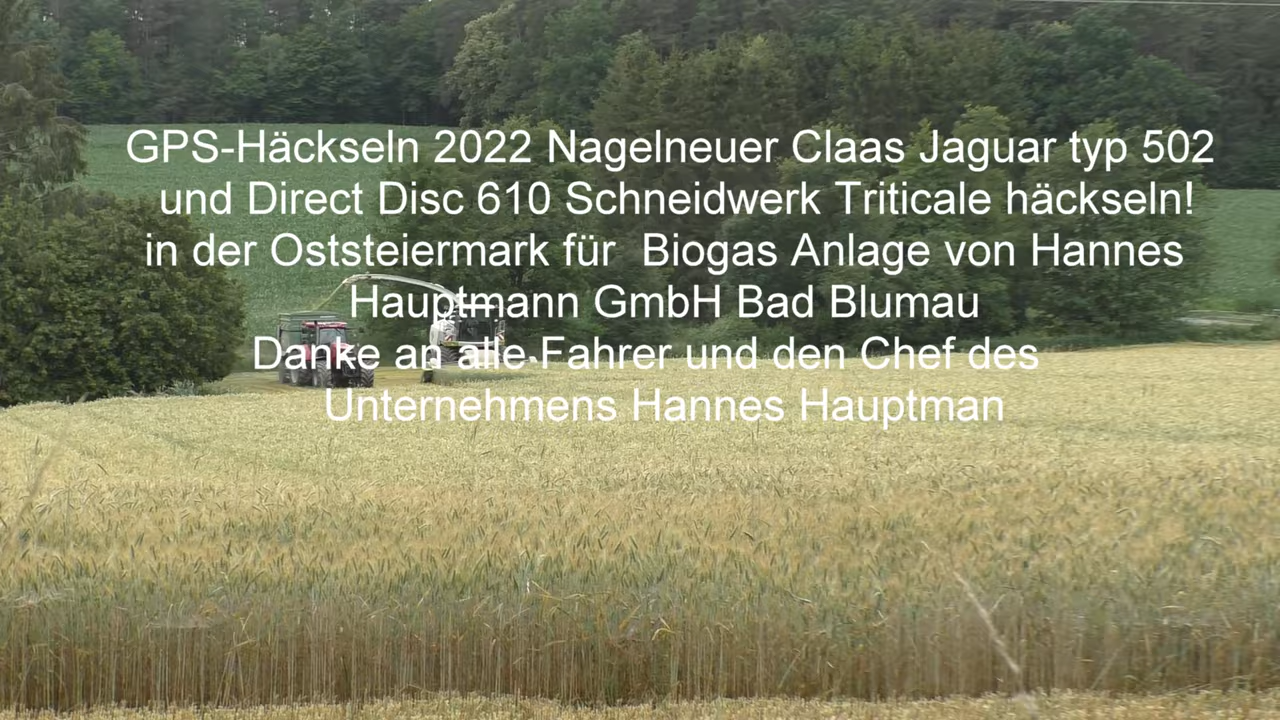 GPS-Häckseln 2022 Nagelneuer Claas Jaguar typ 502
und Direct Disc 610 Schneidwerk Triticale häckseln!
in der Oststeiermark für  Biogas Anlage von Hannes
Hauptmann GmbH Bad Blumau
Danke an alle Fahrer und den Chef des
Unternehmens Hannes Hauptman